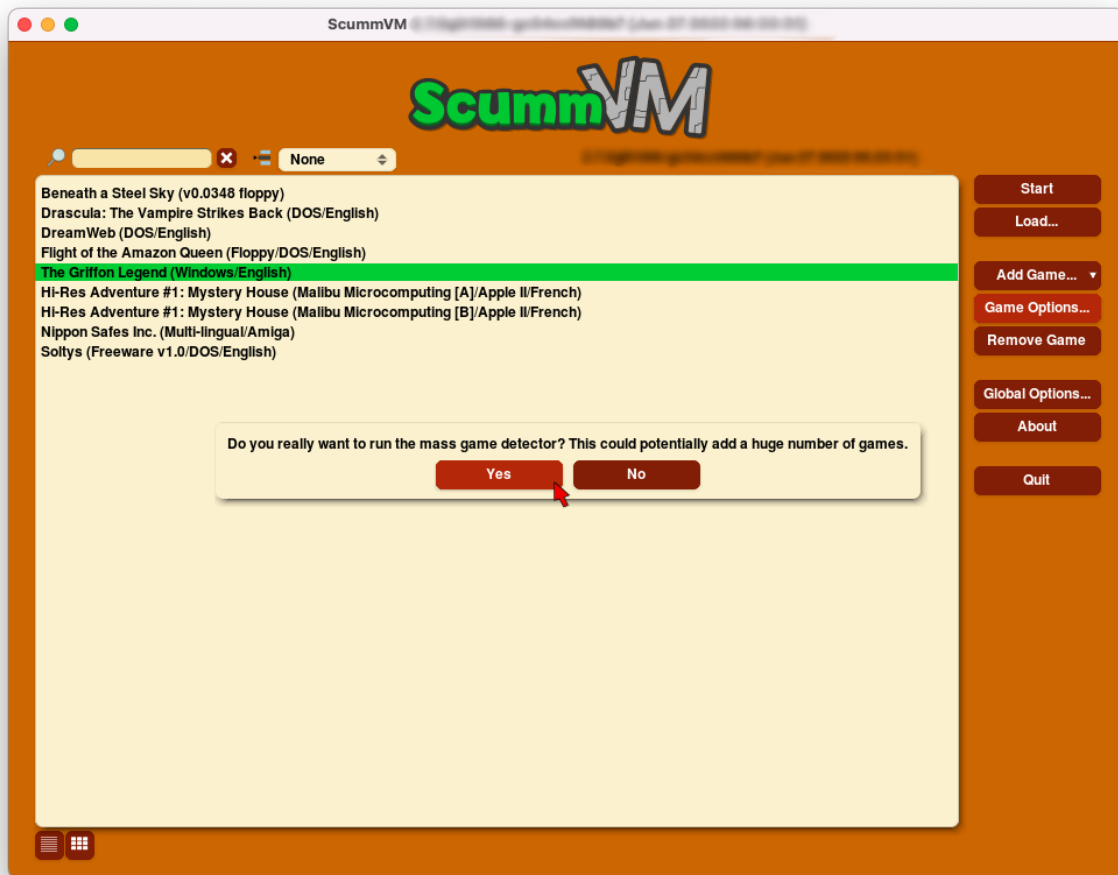 ScummVM
ScummVM
None
Beneath a Steel Sky (v0.0348 floppy)
Drascula: The Vampire Strikes Back (DOS/English)
DreamWeb (DOS/English)
Flight of the Amazon Queen (Floppy/DOS/English)
The Griffon Legend (Windows/English)
Hi-Res Adventure #1: Mystery House (Malibu Microcomputing [A]/Apple II/French)
Hi-Res Adventure #1: Mystery House (Malibu Microcomputing [B]/Apple II/French)
Nippon Safes Inc. (Multi-lingual/Amiga)
Soltys (Freeware v1.0/DOS/English)
Do you really want to run the mass game detector? This could potentially add a huge number of games.
Yes
No
Start
Load...
Add Game...
Game Options...
Remove Game
Global Options...
About
Quit